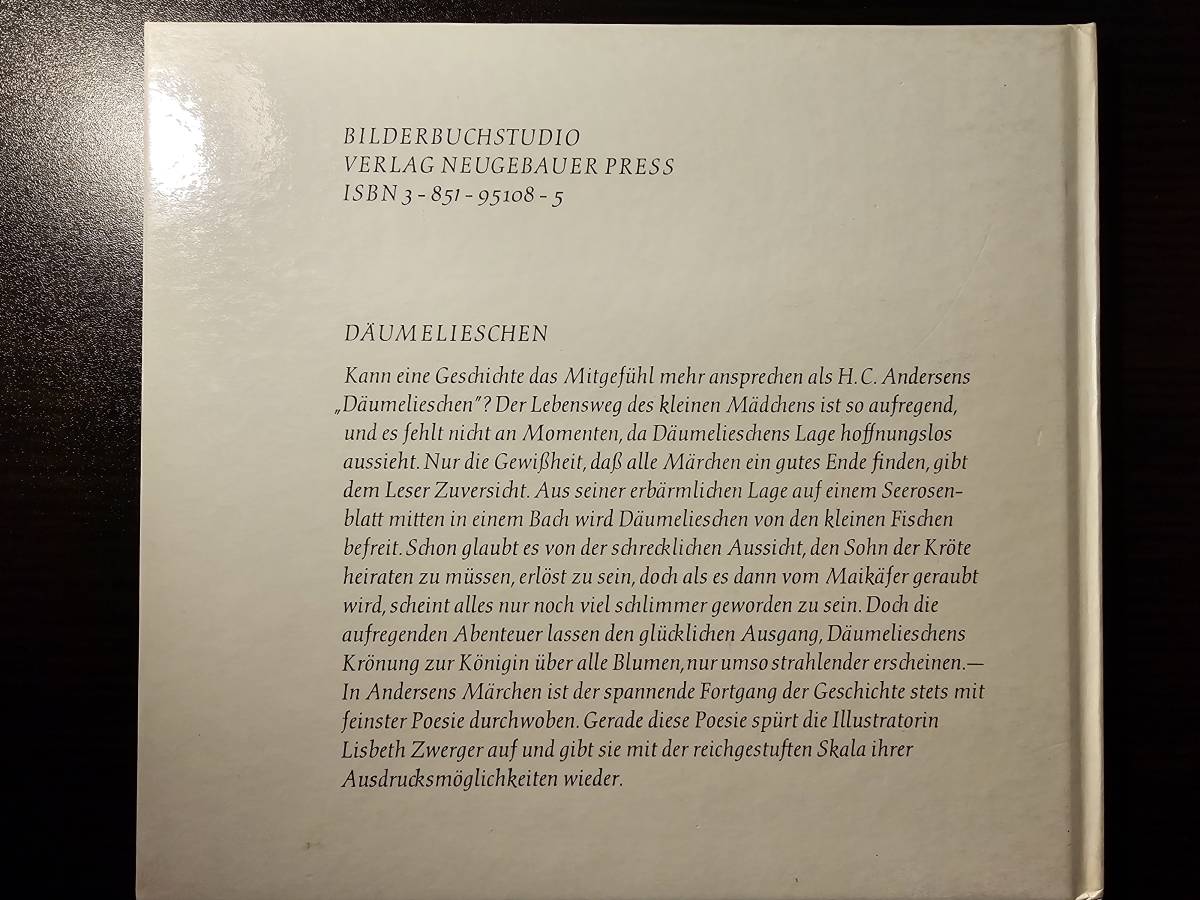 BILDERBUCHSTUDIO
VERLAG NEUGEBAUER PRESS
ISBN 3 - 851 - 95108 - 5
DÄUMELIESCHEN
Kann eine Geschichte das Mitgefühl mehr ansprechen als H. C. Andersens
„Däumelieschen"? Der Lebensweg des kleinen Mädchens ist so aufregend,
und es fehlt nicht an Momenten, da Däumelieschens Lage hoffnungslos
aussieht. Nur die Gewißheit, daß alle Märchen ein gutes Ende finden, gibt
dem Leser Zuversicht. Aus seiner erbärmlichen Lage auf einem Seerosen-
blatt mitten in einem Bach wird Däumelieschen von den kleinen Fischen
befreit. Schon glaubt es von der schrecklichen Aussicht, den Sohn der Kröte
heiraten zu müssen, erlöst zu sein, doch als es dann vom Maikäfer geraubt
wird, scheint alles nur noch viel schlimmer geworden zu sein. Doch die
aufregenden Abenteuer lassen den glücklichen Ausgang, Däumelieschens
Krönung zur Königin über alle Blumen, nur umso strahlender erscheinen.—
In Andersens Märchen ist der spannende Fortgang der Geschichte stets mit
feinster Poesie durchwoben. Gerade diese Poesie spürt die Illustratorin
Lisbeth Zwerger auf und gibt sie mit der reichgestuften Skala ihrer
Ausdrucksmöglichkeiten wieder.